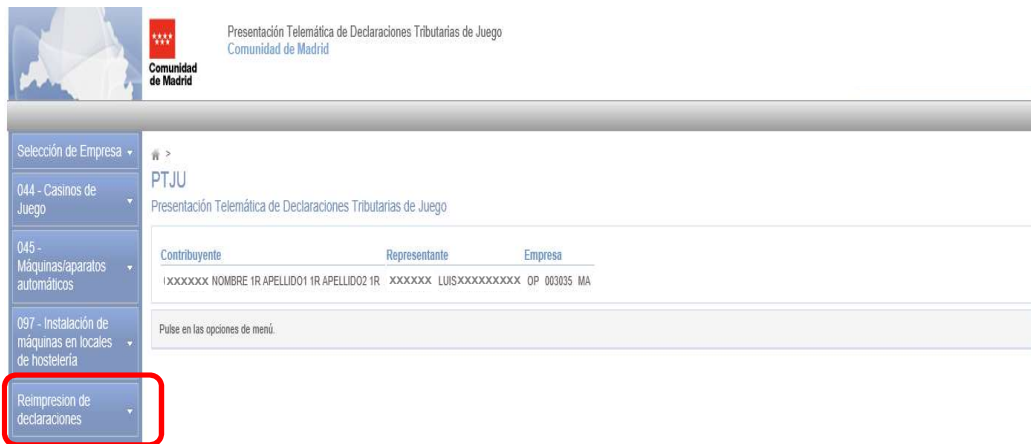 Presentación Telemática de Declaraciones Tributarias de Juego
Comunidad de Madrid
Comunidad
de Madrid
Selección de Empresa
044 - Casinos de
Juego
045 -
Máquinas/aparatos
automáticos
097 - Instalación de
máquinas en locales
de hostelería
Reimpresion de
declaraciones
>
PTJU
Presentación Telemática de Declaraciones Tributarias de Juego
Contribuyente Representante Empresa
XXXXXX NOMBRE 1R APELLIDO1 1R APELLIDO2 1R XXXXXX LUISXXXXXXXXX OP 003035 MA
Pulse en las opciones de menú.